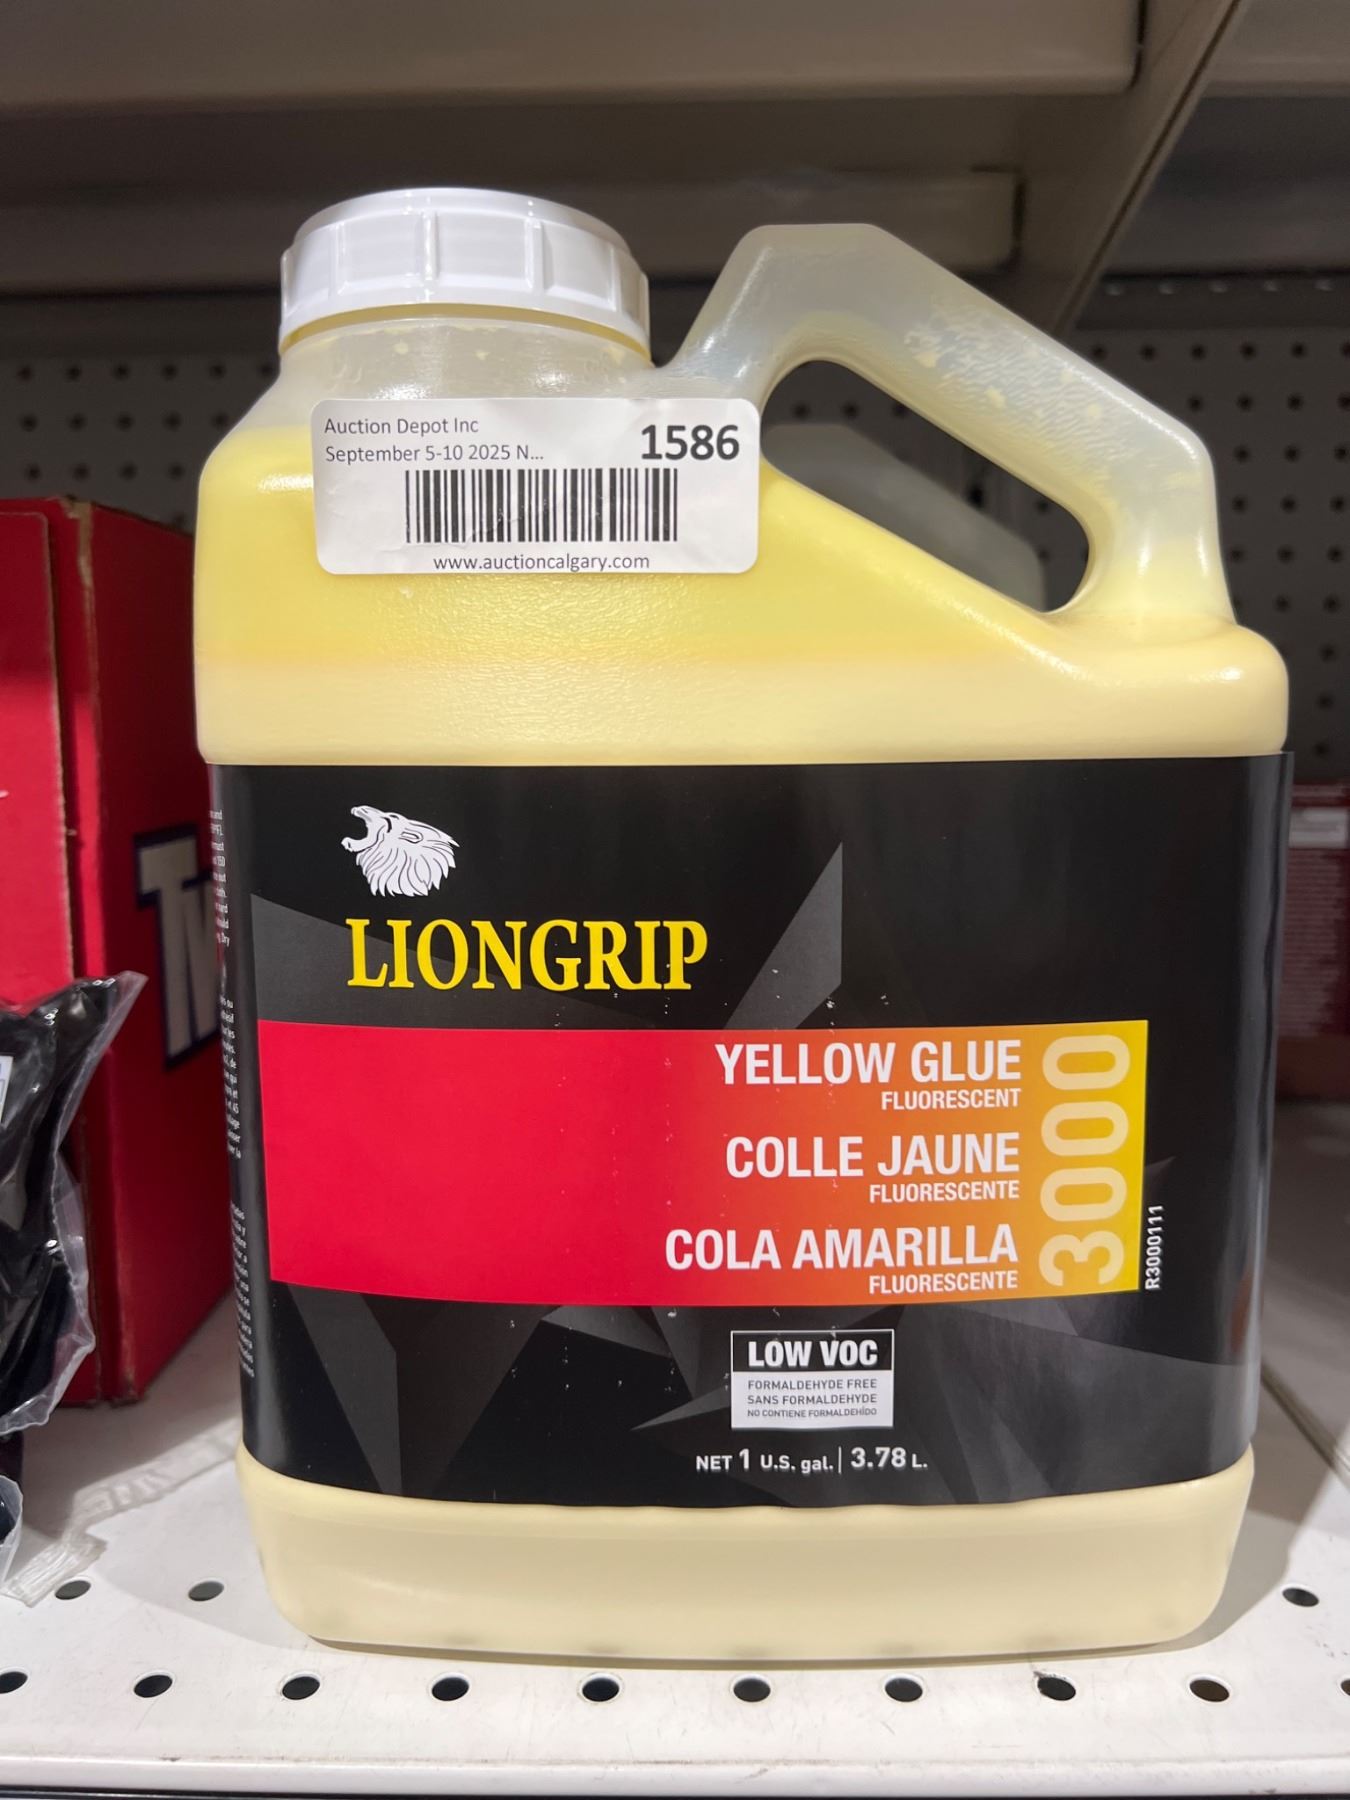 Auction Depot Inc
1586
September 5-10 2025 N...
www.auctioncalgary.com
LIONGRIP
YELLOW GLUE
FLUORESCENT
COLLE JAUNE
FLUORESCENTE
COLA AMARILLA
FLUORESCENTE
3000
R3000111
LOW VOC
FORMALDEHYDE FREE
SANS FORMALDEHYDE
NO CONTIENE FORMALDEHÍDO
NET 1 U.S. gal. | 3.78 L.